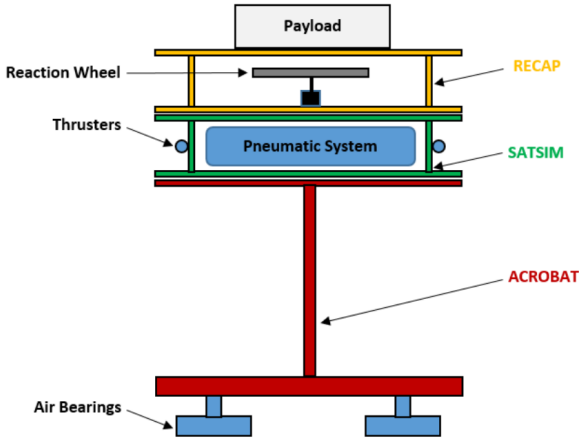 Payload
Reaction Wheel
RECAP
Thrusters
Pneumatic System
SATSIM
ACROBAT
Air Bearings